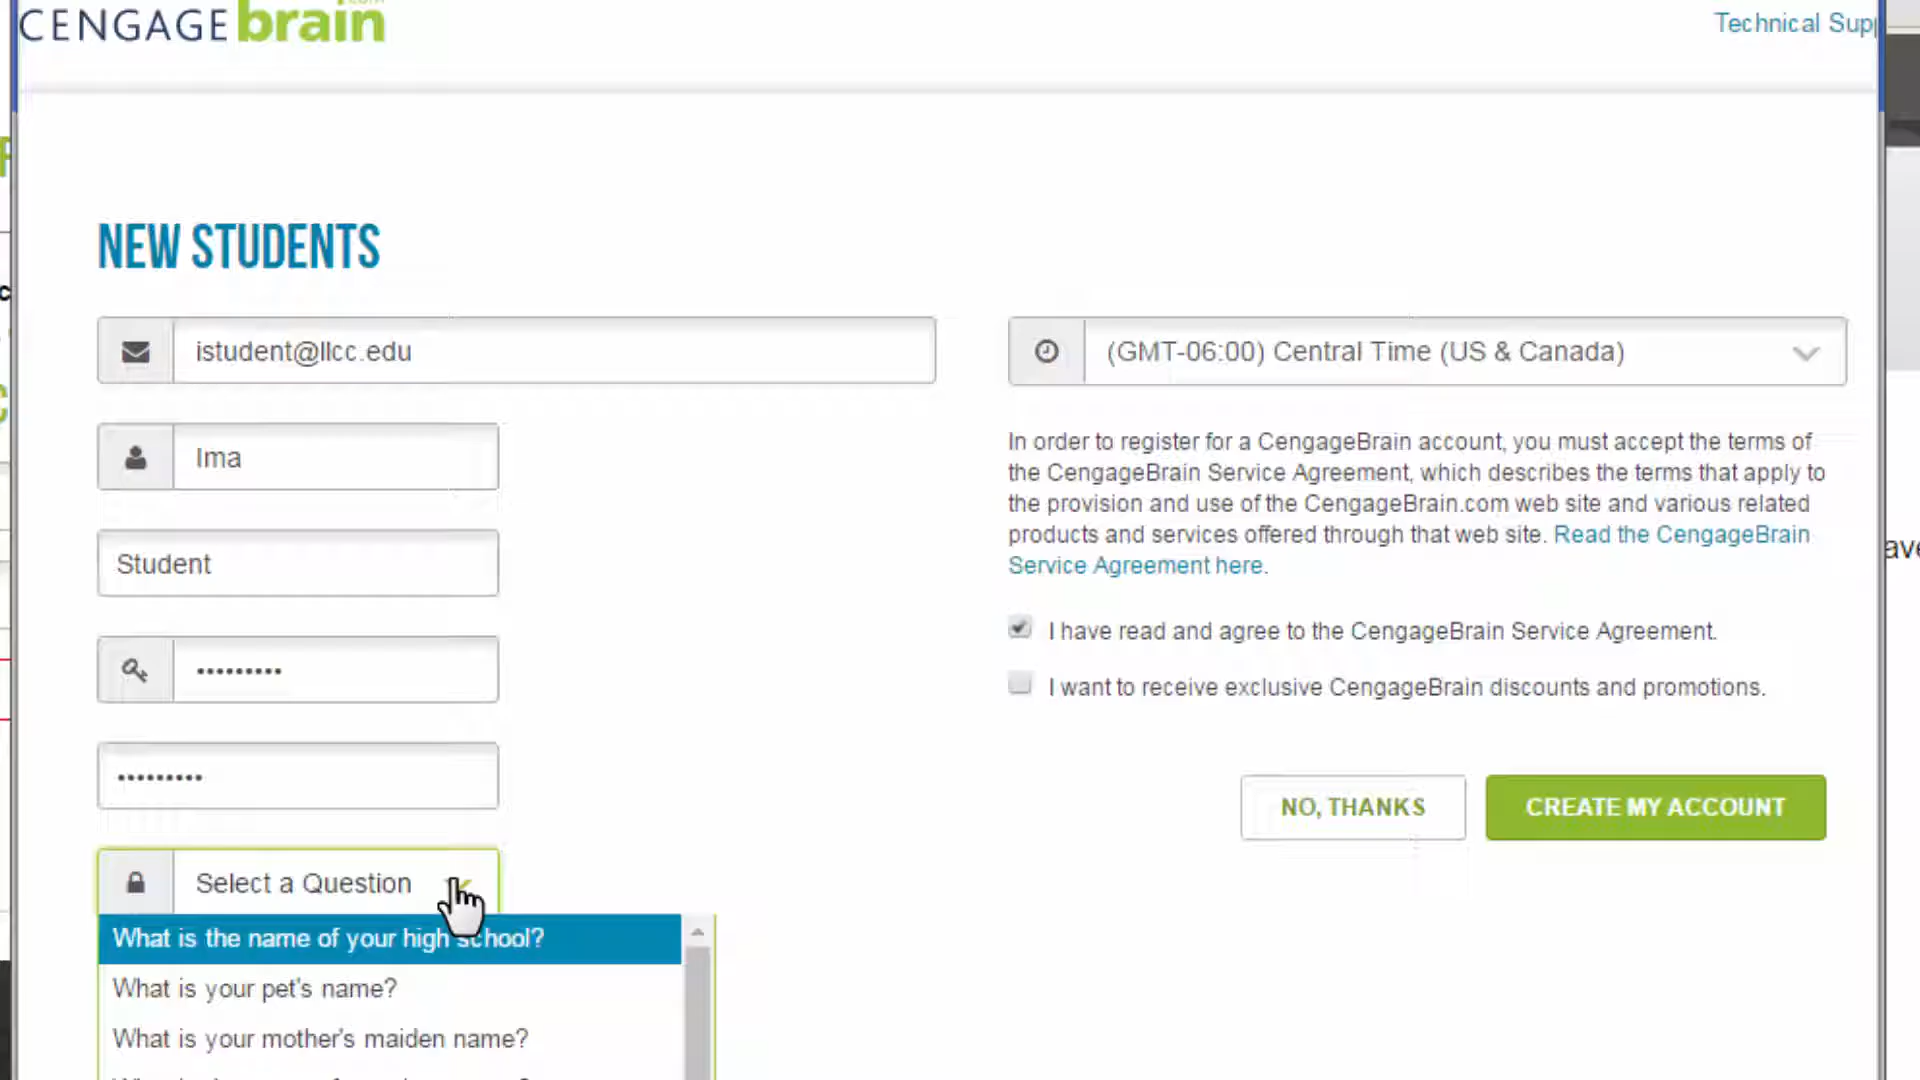 CENGAGEbrain
Technical Sup
NEW STUDENTS
istudent@llcc.edu
(GMT-06:00) Central Time (US & Canada)
Ima
In order to register for a CengageBrain account, you must accept the terms of
the CengageBrain Service Agreement, which describes the terms that apply to
the provision and use of the CengageBrain.com web site and various related
products and services offered through that web site. Read the CengageBrain
Service Agreement here.
Student
I have read and agree to the CengageBrain Service Agreement.
•••••••••
I want to receive exclusive CengageBrain discounts and promotions.
•••••••••
NO, THANKS
CREATE MY ACCOUNT
Select a Question
What is the name of your high school?
What is your pet's name?
What is your mother's maiden name?